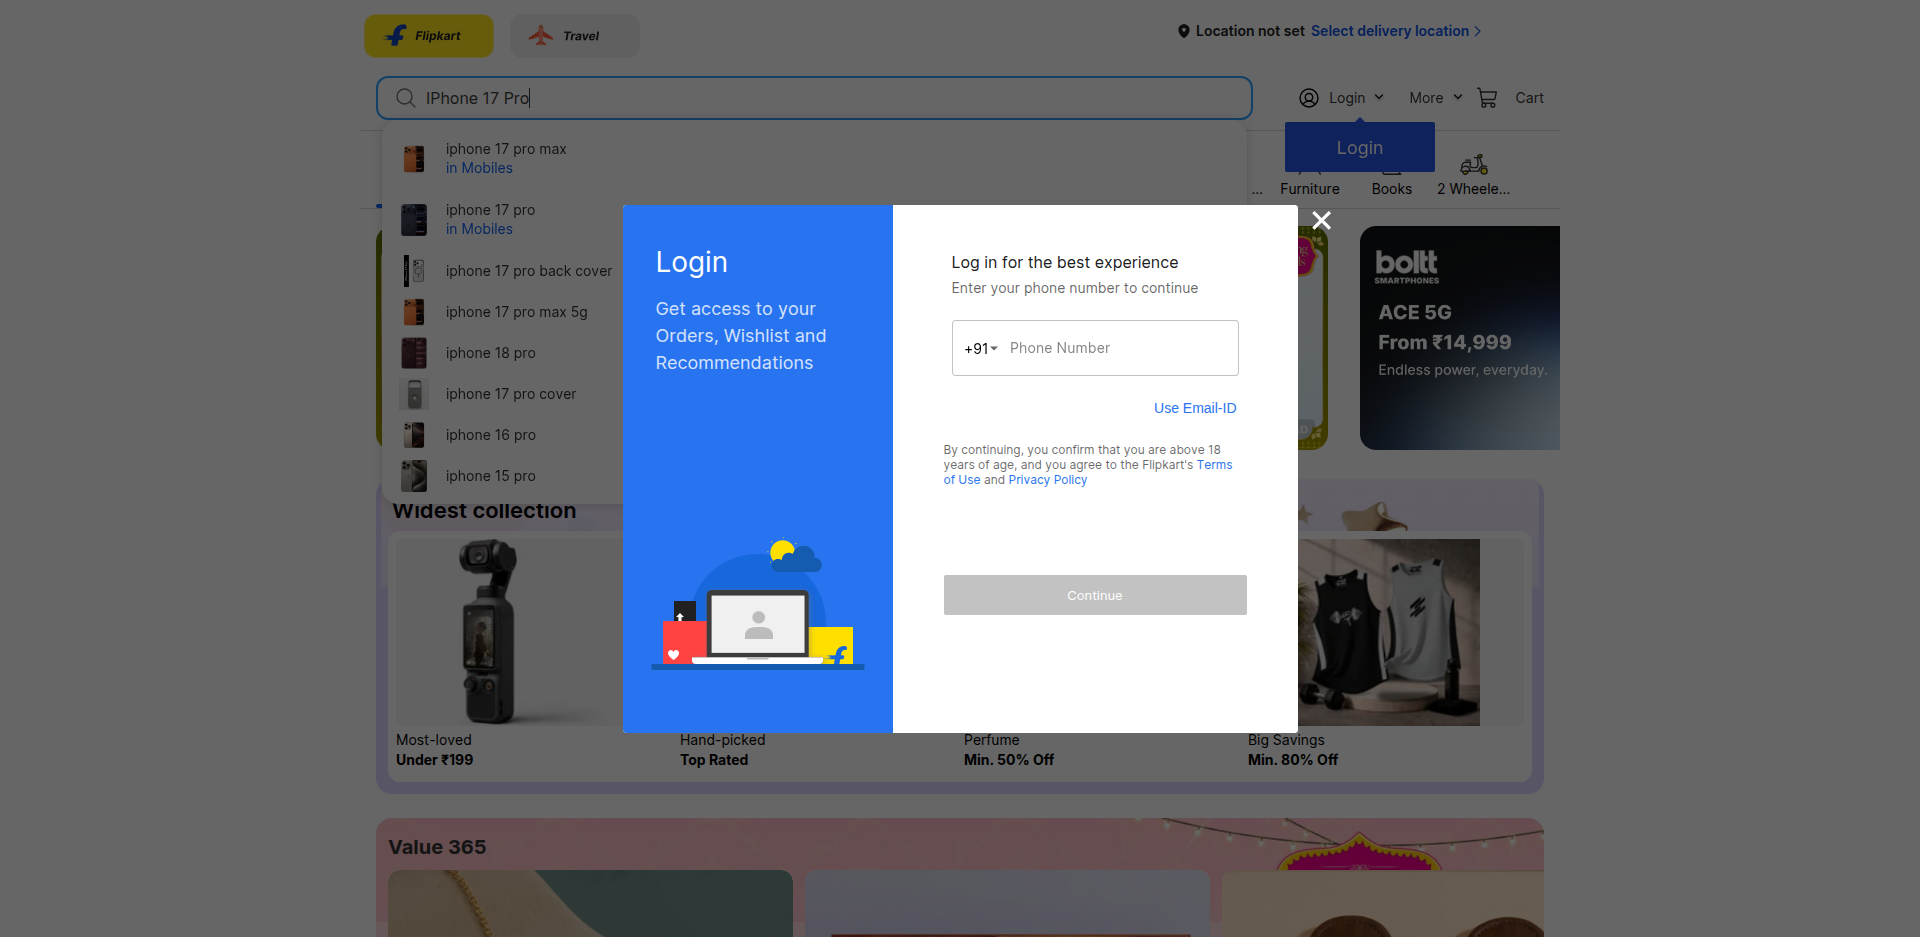 Flipkart
Travel
Location not set Select delivery location
IPhone 17 Pro
Login
More
Cart
Login
iphone 17 pro max
in Mobiles
iphone 17 pro
in Mobiles
iphone 17 pro back cover
iphone 17 pro max 5g
iphone 18 pro
iphone 17 pro cover
iphone 16 pro
iphone 15 pro
...
Furniture
Books
2 Wheele...
Login
Get access to your
Orders, Wishlist and
Recommendations
Log in for the best experience
Enter your phone number to continue
+91
Phone Number
Use Email-ID
By continuing, you confirm that you are above 18
years of age, and you agree to the Flipkart's Terms
of Use and Privacy Policy
Continue
boltt
SMARTPHONES
ACE 5G
From ₹14,999
Endless power, everyday.
Widest collection
Most-loved
Under ₹199
Hand-picked
Top Rated
Perfume
Min. 50% Off
Big Savings
Min. 80% Off
Value 365